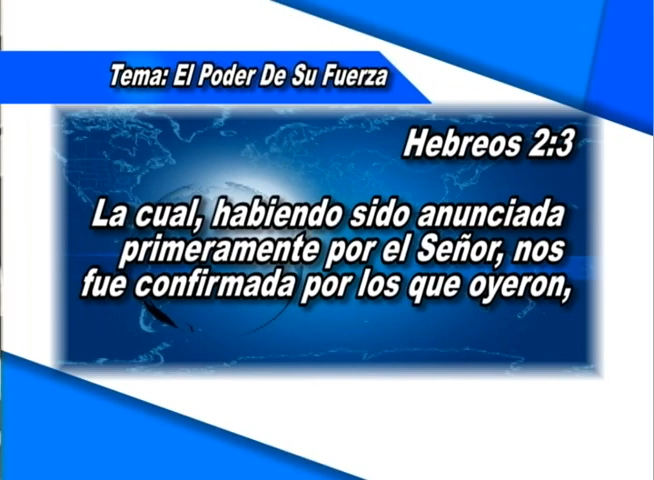 Tema: El Poder De Su Fuerza
Hebreos 2:3
La cual, habiendo sido anunciada
primeramente por el Señor, nos
fue confirmada por los que oyeron,